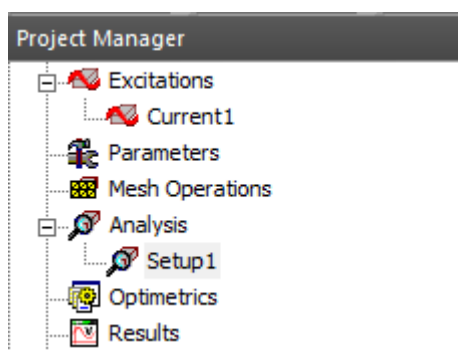 Project Manager
Excitations
Current1
Parameters
Mesh Operations
Analysis
Setup1
Optimetrics
Results